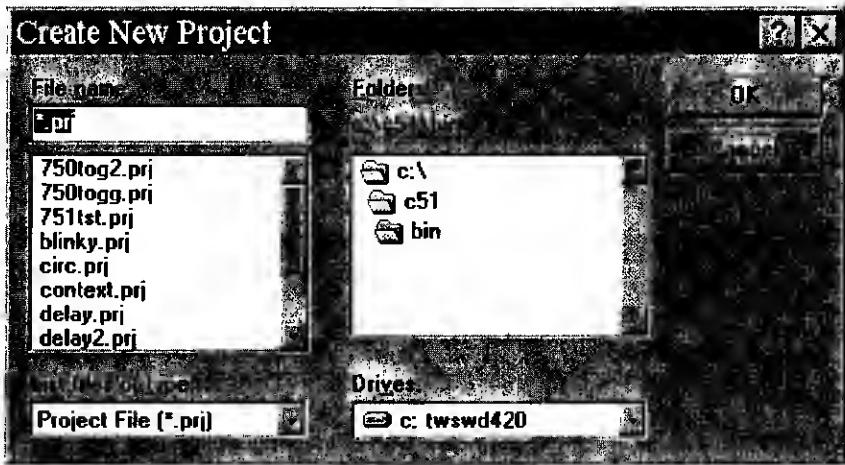 Create New Project
File name:
*.prj
750tog2.prj
750togg.prj
751tst.prj
blinky.prj
circ.prj
context.prj
delay.prj
delay2.prj
Project File (*.prj)
Folders:
c:\
c51
bin
Drives:
c: twswd420
OK